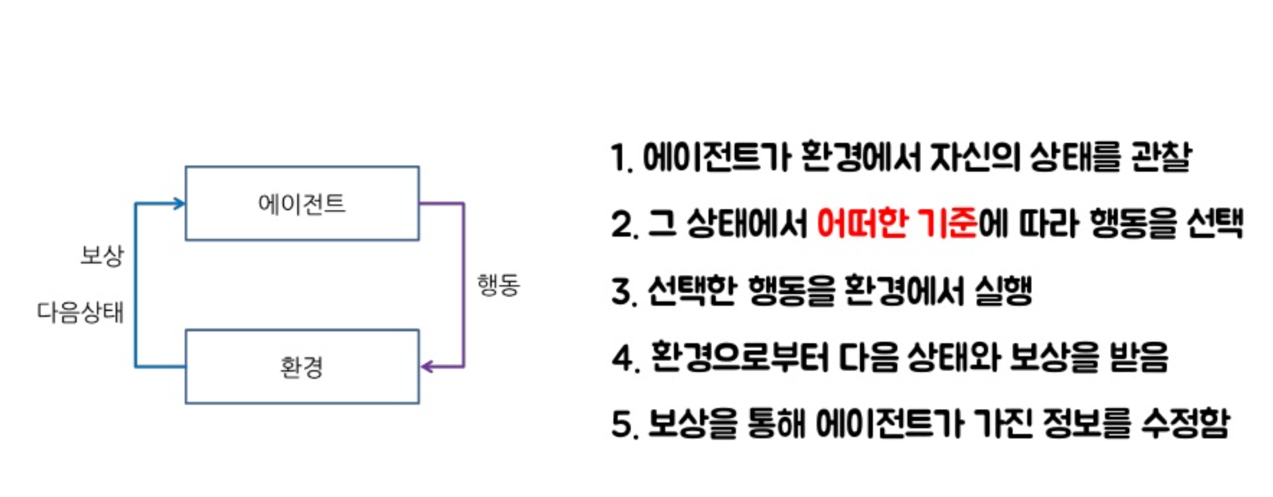 에이전트
보상
다음상태
행동
환경
1. 에이전트가 환경에서 자신의 상태를 관찰
2. 그 상태에서 어떠한 기준에 따라 행동을 선택
3. 선택한 행동을 환경에서 실행
4. 환경으로부터 다음 상태와 보상을 받음
5. 보상을 통해 에이전트가 가진 정보를 수정함